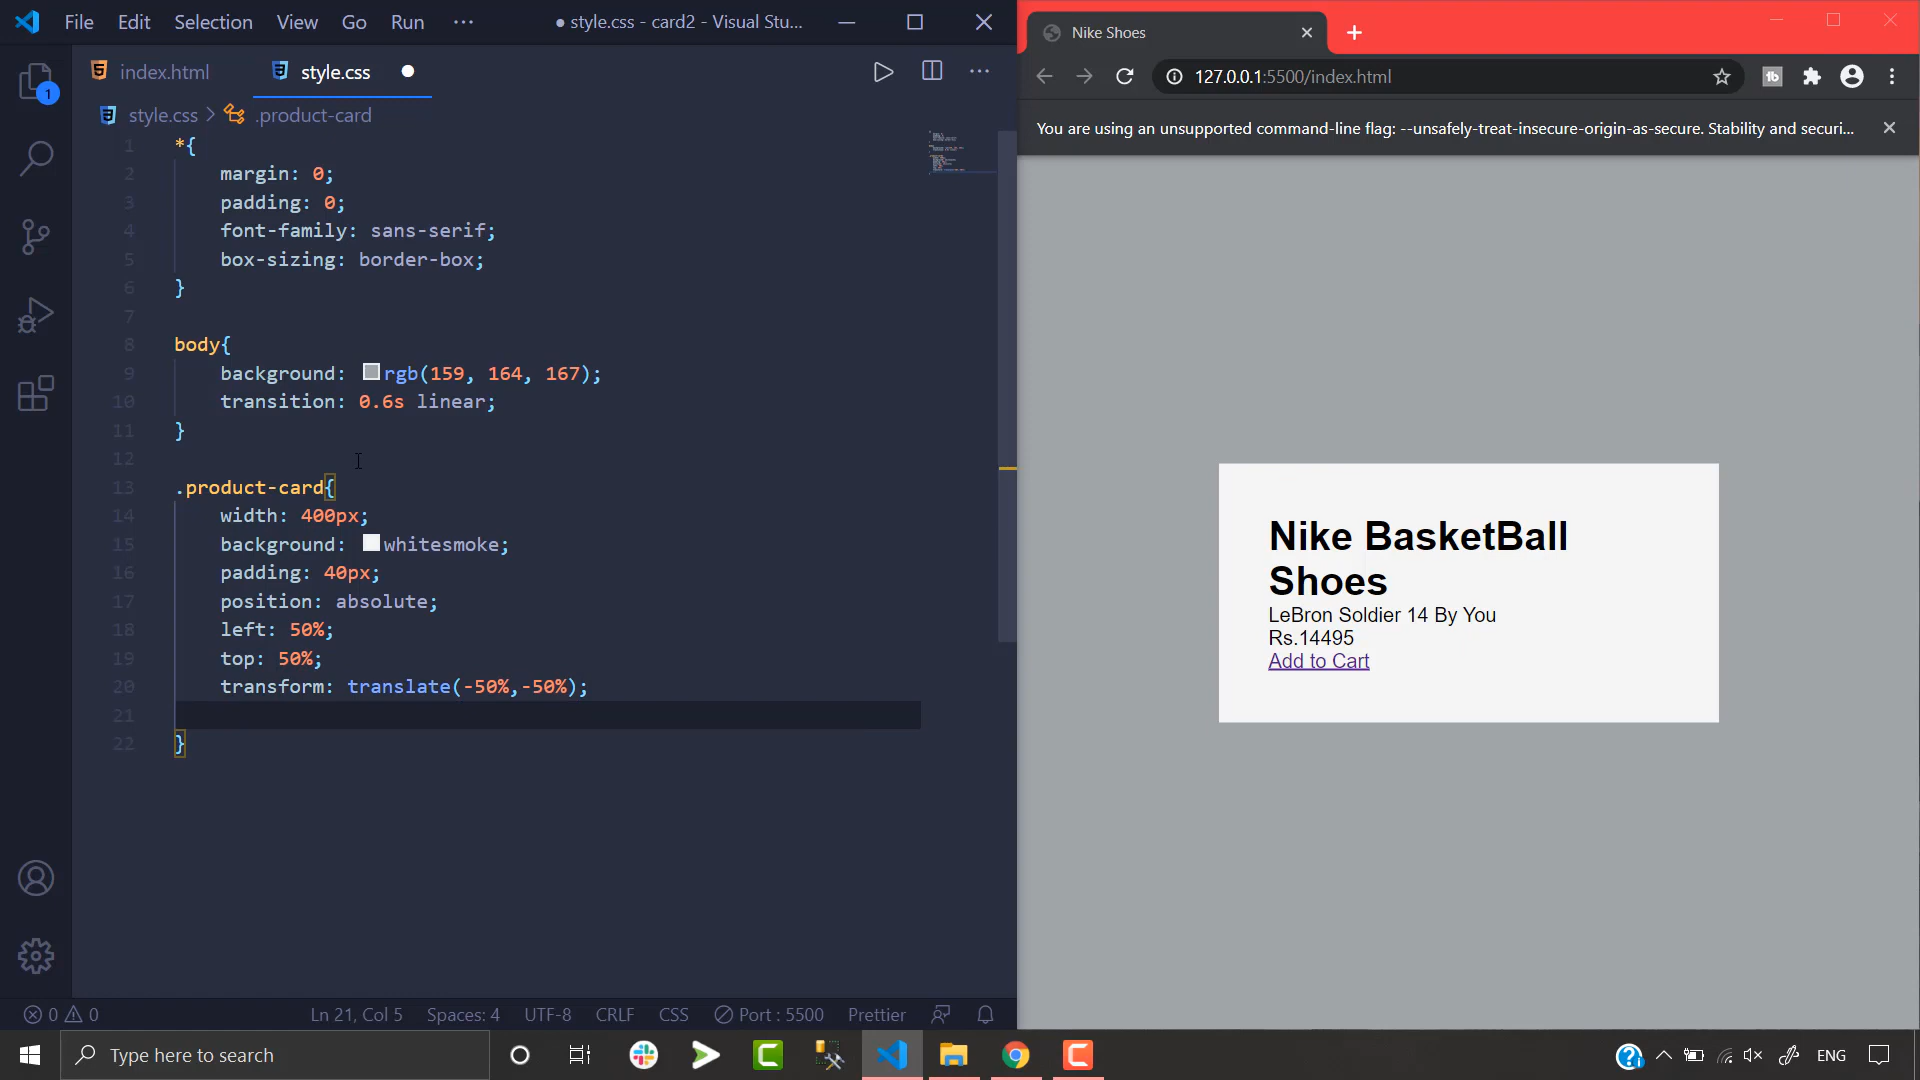 File Edit Selection View Go Run ··· ● style.css - card2 - Visual Stu...
index.html style.css
style.css > .product-card
1 *{
2 margin: 0;
3 padding: 0;
4 font-family: sans-serif;
5 box-sizing: border-box;
6 }
7
8 body{
9 background: rgb(159, 164, 167);
10 transition: 0.6s linear;
11 }
12
13 .product-card{
14 width: 400px;
15 background: whitesmoke;
16 padding: 40px;
17 position: absolute;
18 left: 50%;
19 top: 50%;
20 transform: translate(-50%,-50%);
21
22 }
1
0 0 Ln 21, Col 5 Spaces: 4 UTF-8 CRLF CSS Port : 5500 Prettier
Nike Shoes
127.0.0.1:5500/index.html
You are using an unsupported command-line flag: --unsafely-treat-insecure-origin-as-secure. Stability and securi...
Nike BasketBall
Shoes
LeBron Soldier 14 By You
Rs.14495
Add to Cart
Type here to search
ENG